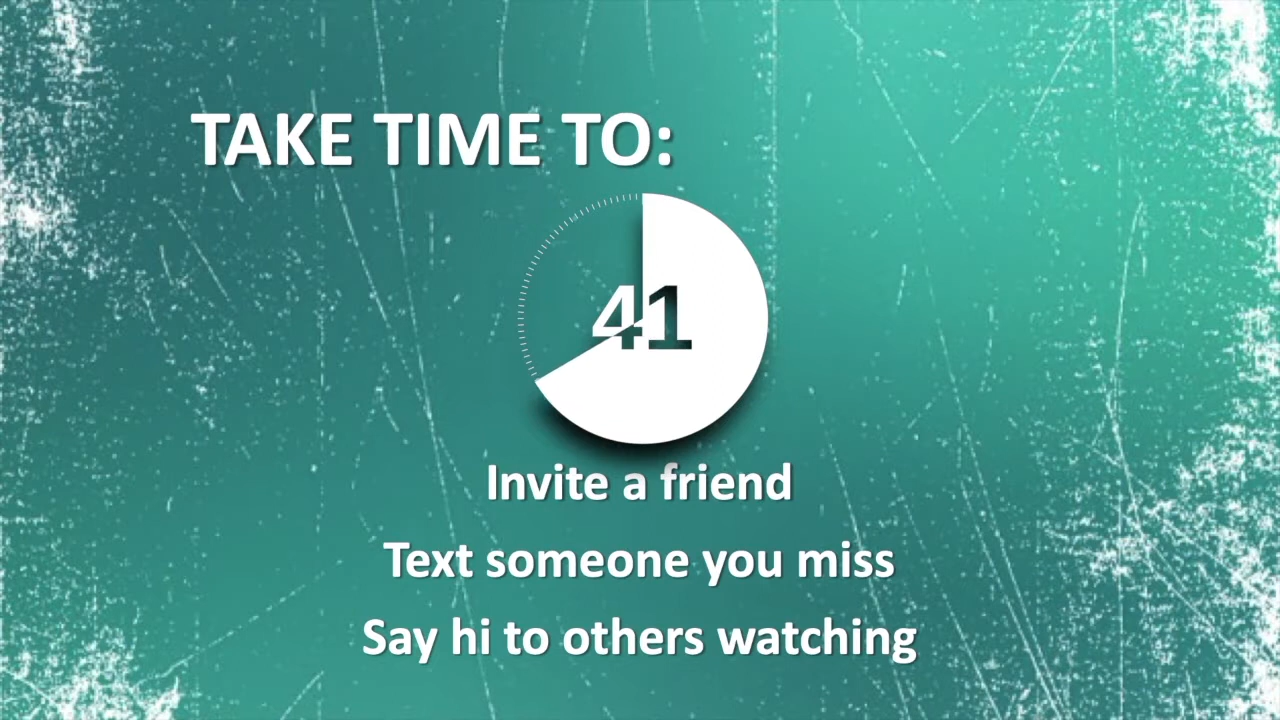 TAKE TIME TO:
41
Invite a friend
Text someone you miss
Say hi to others watching